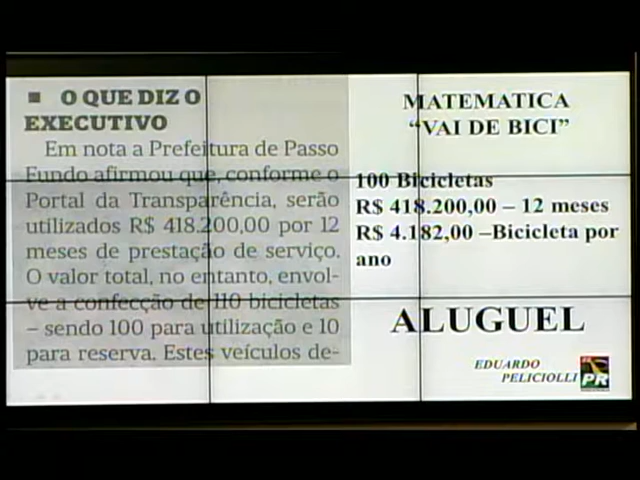 ■ O QUE DIZ O
EXECUTIVO
Em nota a Prefeitura de Passo
Fundo afirmou que, conforme o
Portal da Transparência, serão
utilizados R$ 418.200,00 por 12
meses de prestação de serviço.
O valor total, no entanto, envol-
ve a confecção de 110 bicicletas
– sendo 100 para utilização e 10
para reserva. Estes veículos de-
MATEMATICA
“VAI DE BICI”
100 Bicicletas
R$ 418.200,00 – 12 meses
R$ 4.182,00 –Bicicleta por
ano
ALUGUEL
EDUARDO
PELICIOLLI
PR